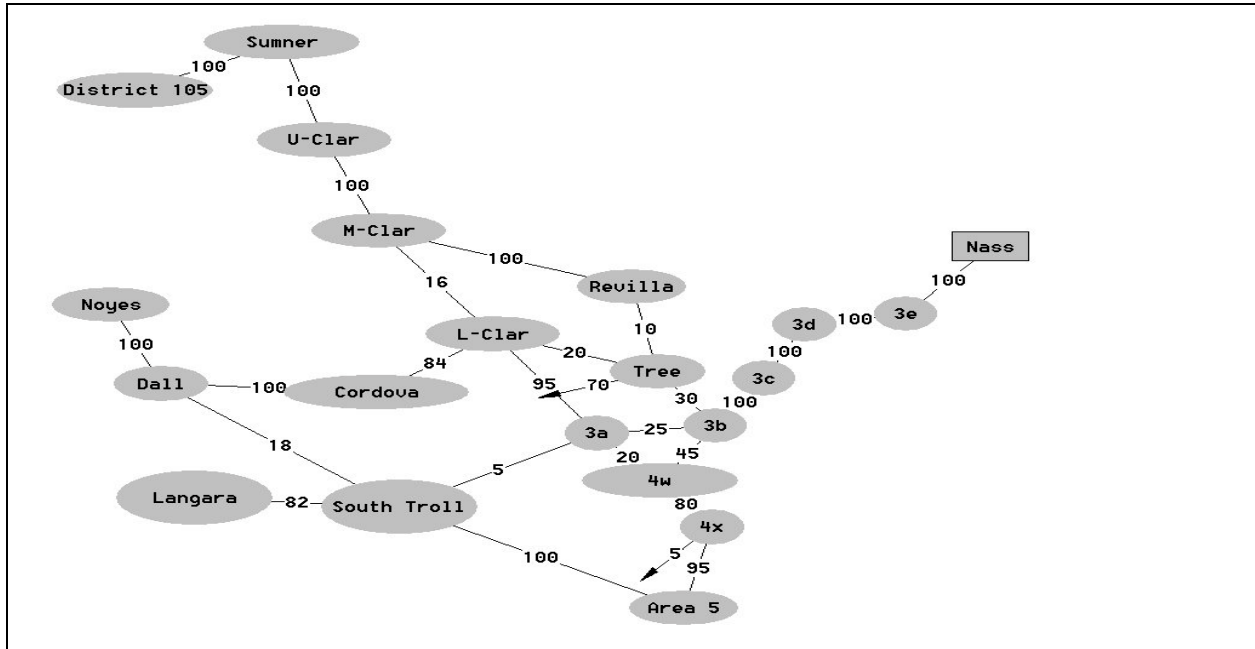 Sumner
100
District 105
100
U-Clar
100
M-Clar
100
Nass
16
100
Revilla
Noyes
3e
100
3d
10
L-Clar
100
20
100
84
Tree
3c
Dall
100
Cordova
95
70
30
100
3b
3a
25
18
45
20
5
4w
Langara
82
South Troll
80
4x
100
5
95
Area 5